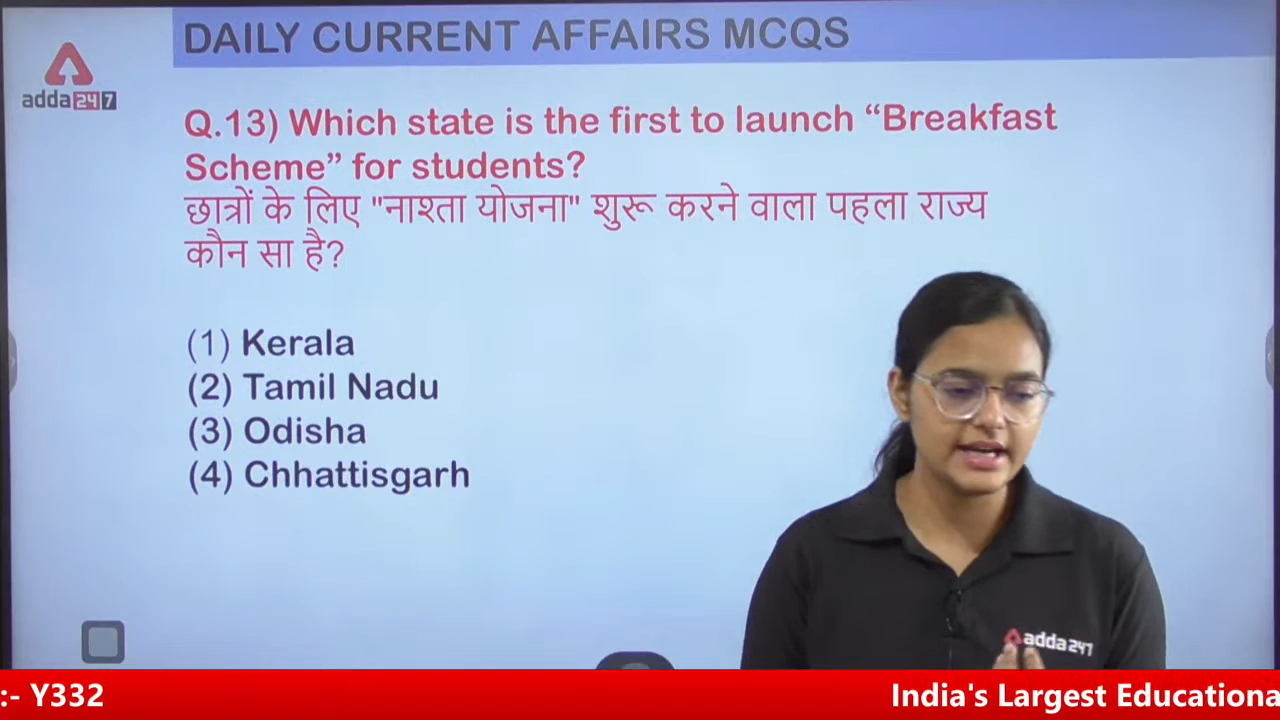 DAILY CURRENT AFFAIRS MCQS
adda247
Q.13) Which state is the first to launch “Breakfast
Scheme” for students?
छात्रों के लिए "नाश्ता योजना" शुरू करने वाला पहला राज्य
कौन सा है?
(1) Kerala
(2) Tamil Nadu
(3) Odisha
(4) Chhattisgarh
adda247
:- Y332
India's Largest Educationa